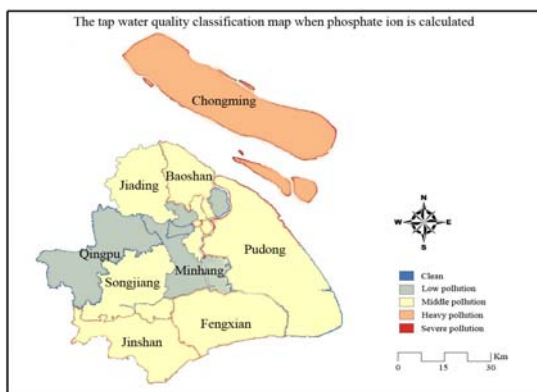 The tap water quality classification map when phosphate ion is calculated
Chongming
Baoshan
Jiading
Pudong
Qingpu
Minhang
Songjiang
Fengxian
Jinshan
N
W E
S
Clean
Low pollution
Middle pollution
Heavy pollution
Severe pollution
Km
0 15 30